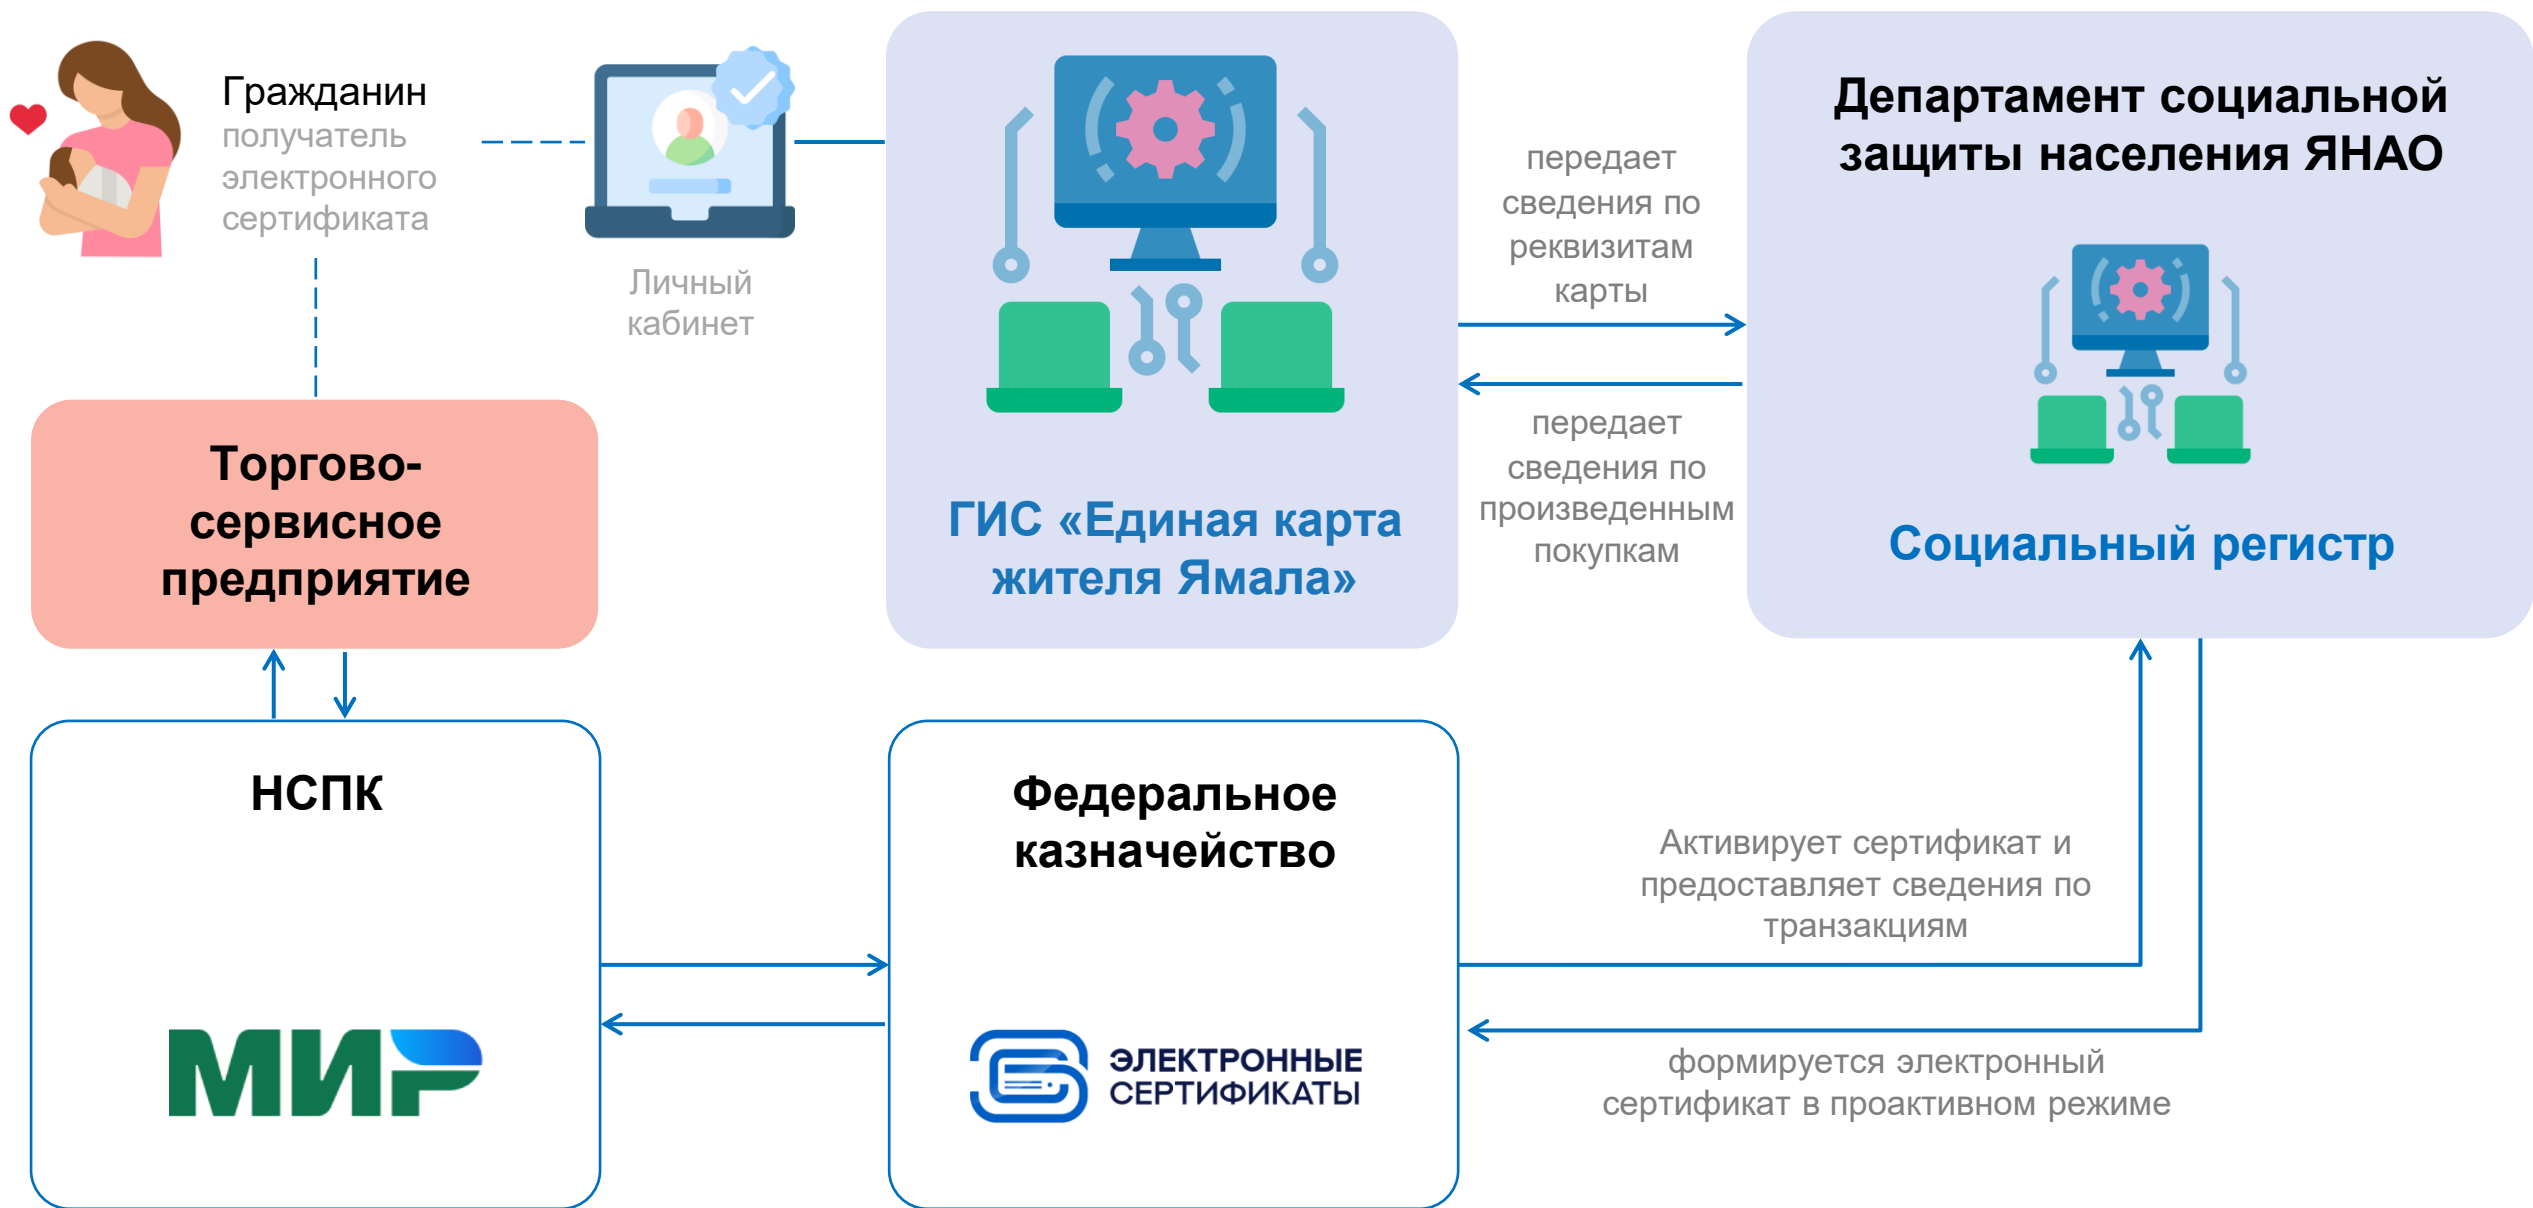 Гражданин
получатель
электронного
сертификата
Личный
кабинет
ГИС «Единая карта
жителя Ямала»
передает
сведения по
реквизитам
карты
передает
сведения по
произведенным
покупкам
Департамент социальной
защиты населения ЯНАО
Социальный регистр
Торгово-
сервисное
предприятие
НСПК
МИР
Федеральное
казначейство
ЭЛЕКТРОННЫЕ
СЕРТИФИКАТЫ
Активирует сертификат и
предоставляет сведения по
транзакциям
формируется электронный
сертификат в проактивном режиме